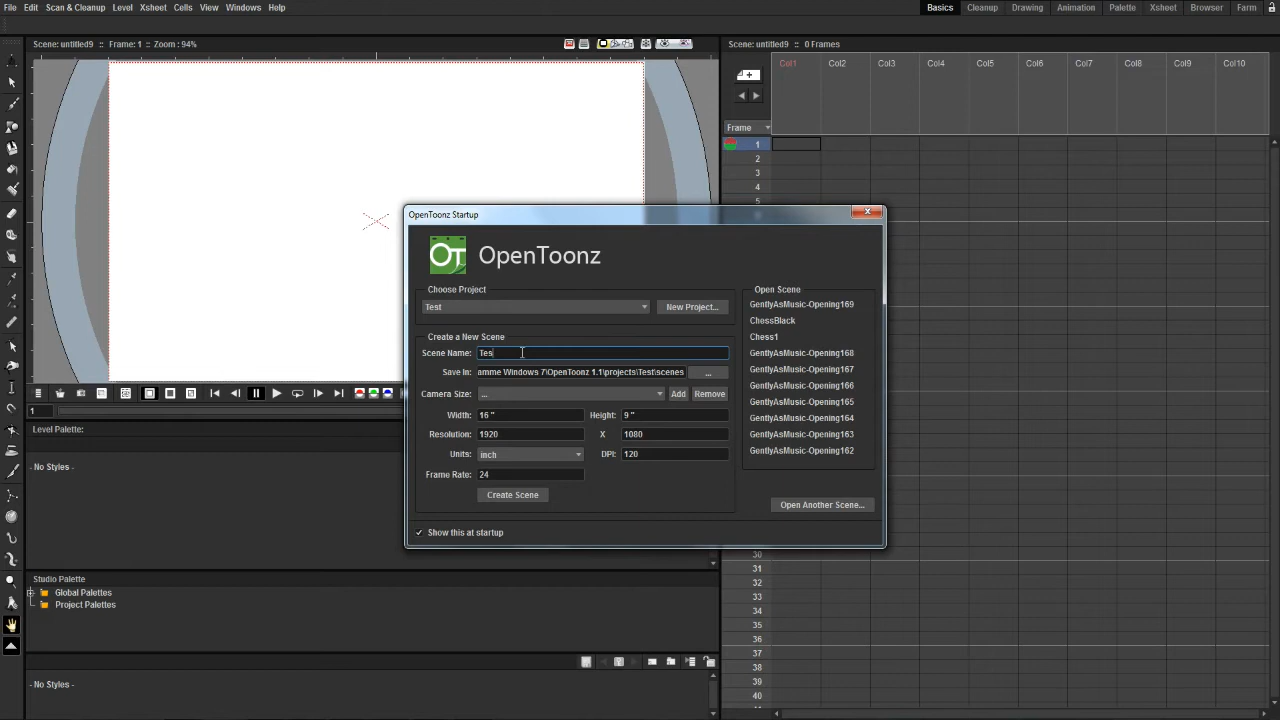 File Edit Scan & Cleanup Level Xsheet Cells View Windows Help
Basics Cleanup Drawing Animation Palette Xsheet Browser Farm
Scene: untitled9 :: Frame: 1 : Zoom : 94%
Scene: untitled9 :: 0 Frames
Col1 Col2 Col3 Col4 Col5 Col6 Col7 Col8 Col9 Col10
Frame
1
2
3
4
5
OpenToonz Startup
OT OpenToonz
Choose Project
Test
New Project...
Create a New Scene
Scene Name: Tes
Save In: amme Windows 7\OpenToonz 1.1\projects\Test\scenes ...
Camera Size: ... Add Remove
Width: 16 " Height: 9 "
Resolution: 1920 X 1080
Units: inch DPI: 120
Frame Rate: 24
Create Scene
Show this at startup
Open Scene
GentlyAsMusic-Opening169
ChessBlack
Chess1
GentlyAsMusic-Opening168
GentlyAsMusic-Opening167
GentlyAsMusic-Opening166
GentlyAsMusic-Opening165
GentlyAsMusic-Opening164
GentlyAsMusic-Opening163
GentlyAsMusic-Opening162
Open Another Scene...
1
Level Palette:
- No Styles -
Studio Palette
Global Palettes
Project Palettes
- No Styles -
30
31
32
33
34
35
36
37
38
39
40